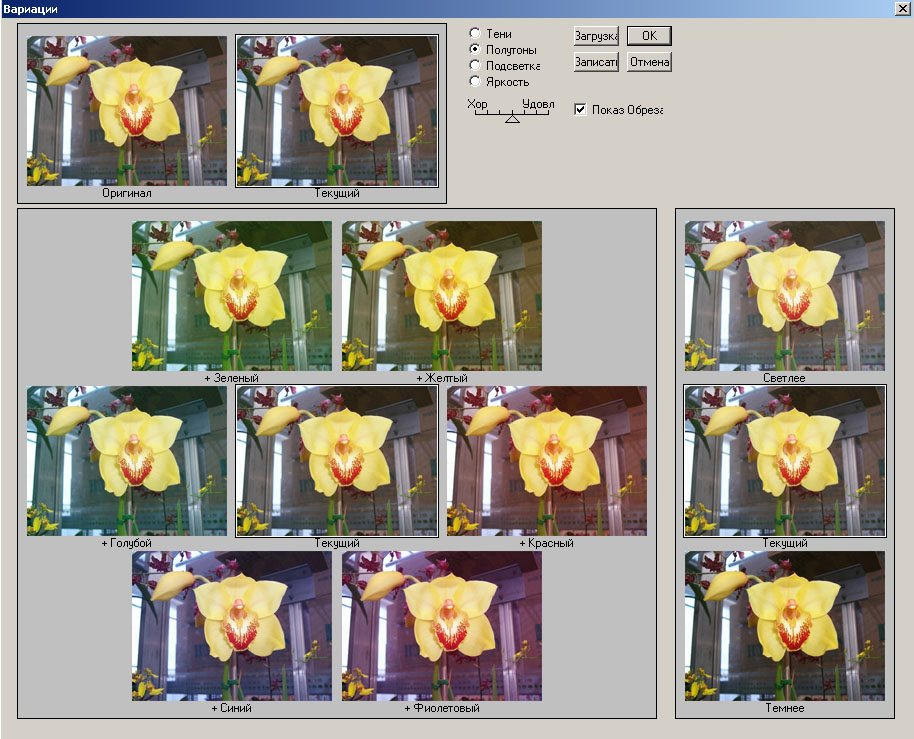 Вариации
Оригинал
Текущий
Тени
Полутоны
Подсветка
Яркость
Хор Удовл
Загрузка
OK
Записать
Отмена
Показ Обреза
+ Зеленый
+ Желтый
+ Голубой
Текущий
+ Красный
+ Синий
+ Фиолетовый
Светлее
Текущий
Темнее